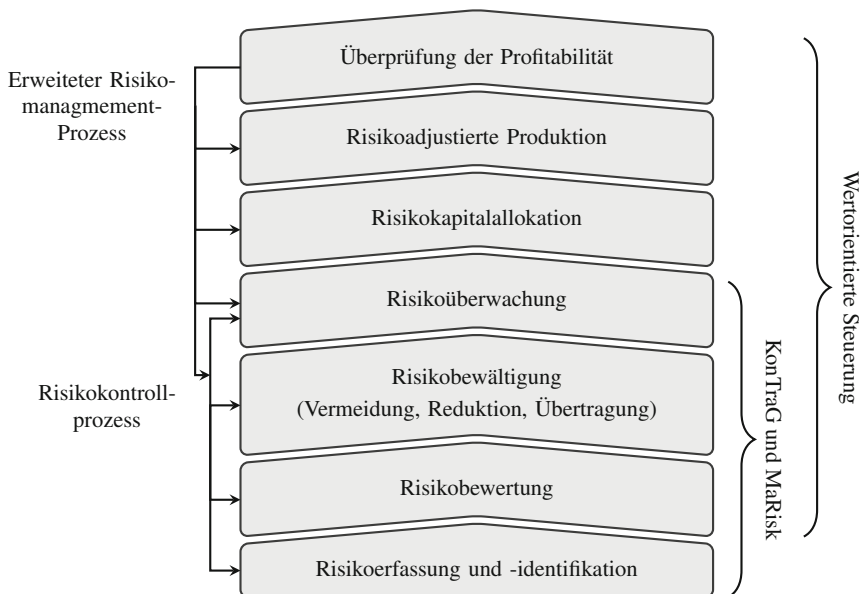 Überprüfung der Profitabilität
Erweiteter Risiko-
managmement-
Prozess
Risikoadjustierte Produktion
Risikokapitalallokation
Risikoüberwachung
Risikobewältigung
(Vermeidung, Reduktion, Übertragung)
Risikokontroll-
prozess
Risikobewertung
Risikoerfassung und -identifikation
KonTraG und MaRisk
Wertorientierte Steuerung